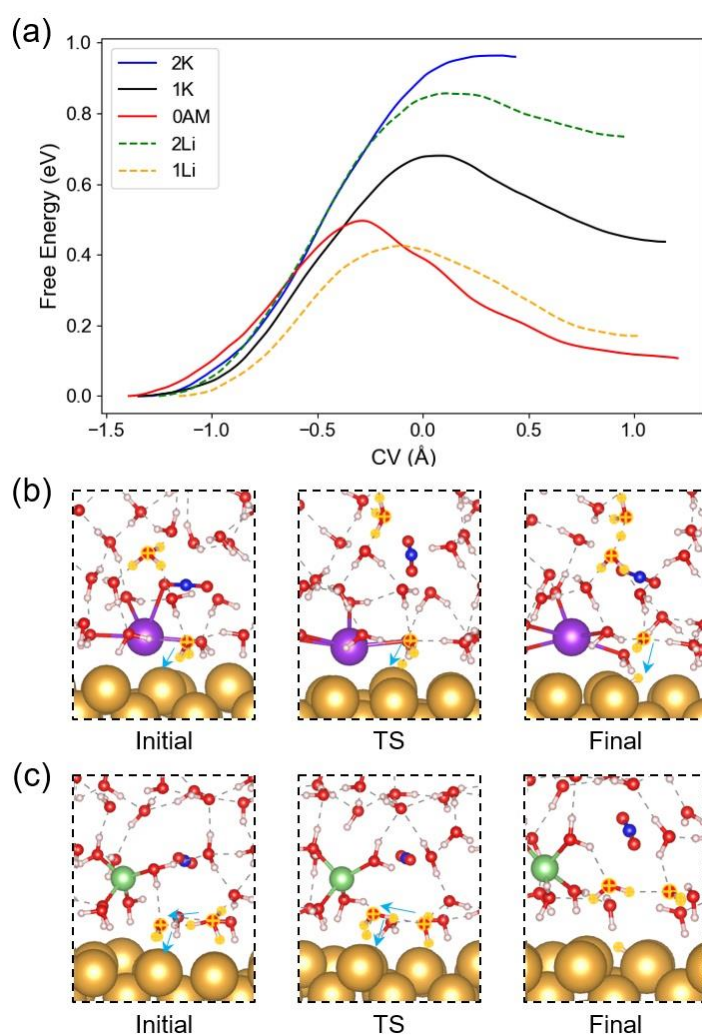 (a)
1.0
0.8
0.6
0.4
0.2
0.0
Free Energy (eV)
2K
1K
0AM
2Li
1Li
−1.5 −1.0 −0.5 0.0 0.5 1.0
CV (Å)
(b)
Initial TS Final
(c)
Initial TS Final